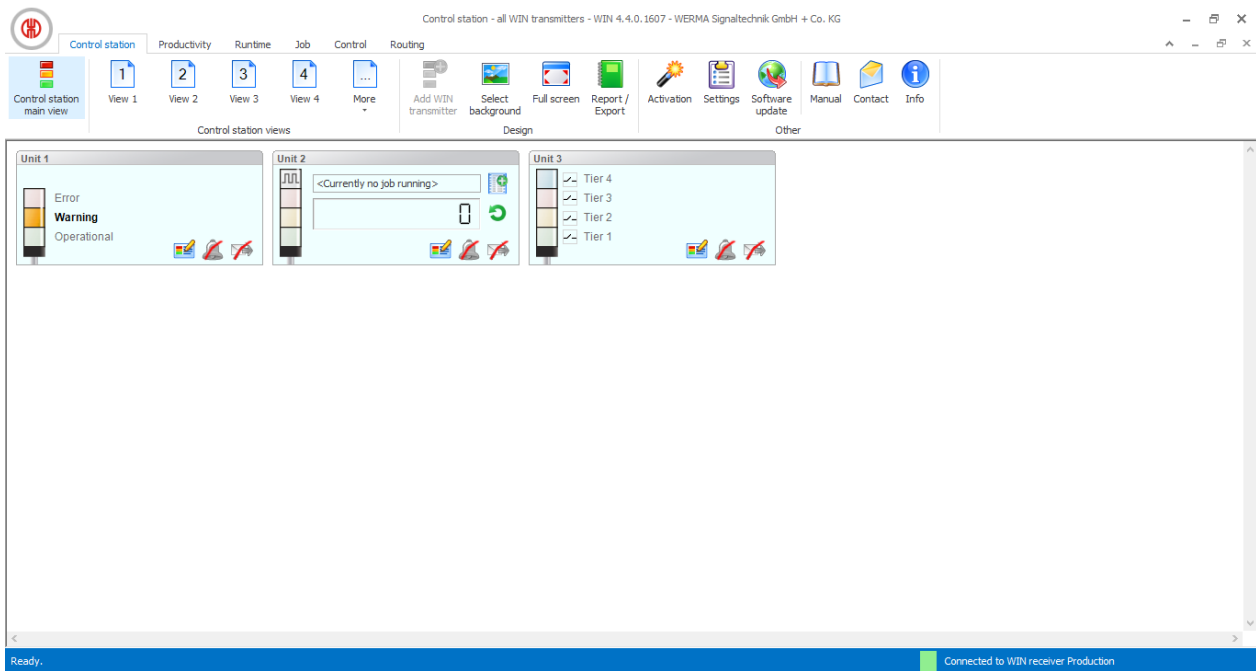 Control station - all WIN transmitters - WIN 4.4.0.1607 - WERMA Signaltechnik GmbH + Co. KG
Control station Productivity Runtime Job Control Routing
Control station main view
1 View 1
2 View 2
3 View 3
4 View 4
... More
Add WIN transmitter
Select background
Full screen
Report / Export
Activation
Settings
Software update
Manual
Contact
Info
Control station views Design Other
Unit 1
Error
Warning
Operational
Unit 2
<Currently no job running>
0
Unit 3
Tier 4
Tier 3
Tier 2
Tier 1
Ready. Connected to WIN receiver Production